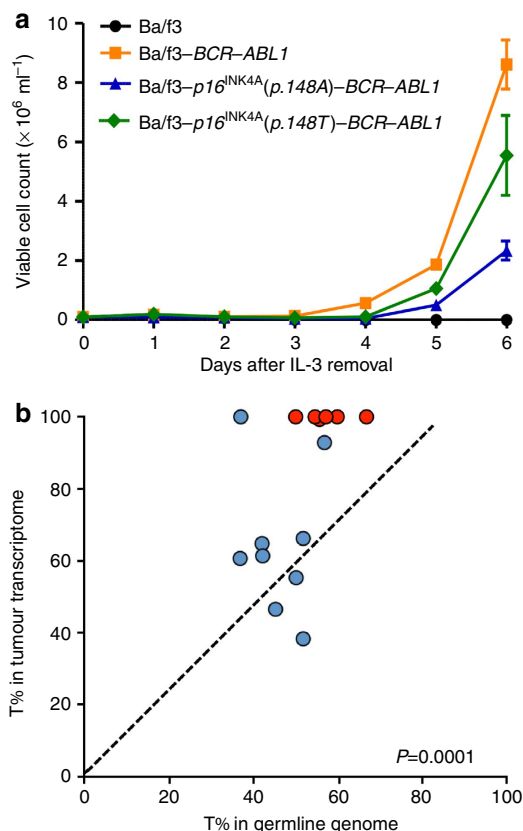 a
Viable cell count (× 10⁶ ml⁻¹)
10
8
6
4
2
0
Ba/f3
Ba/f3–BCR-ABL1
Ba/f3–p16ᴵᴺᴷ⁴ᴬ(p.148A)–BCR–ABL1
Ba/f3–p16ᴵᴺᴷ⁴ᴬ(p.148T)–BCR–ABL1
0 1 2 3 4 5 6
Days after IL-3 removal
b
T% in tumour transcriptome
100
80
60
40
20
0
P=0.0001
0 20 40 60 80 100
T% in germline genome